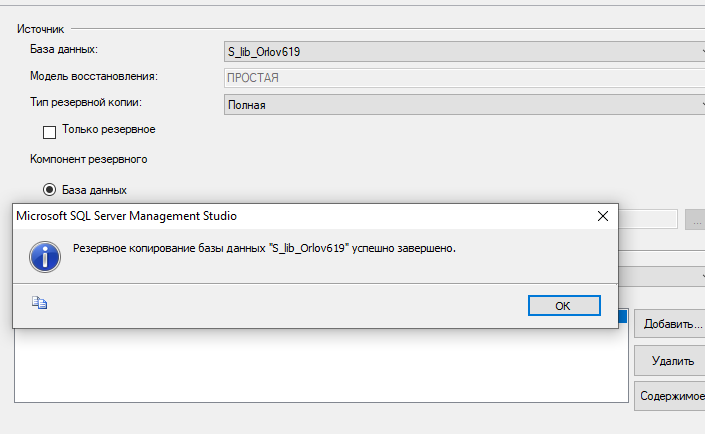 Источник
База данных:
S_lib_Orlov619
Модель восстановления:
ПРОСТАЯ
Тип резервной копии:
Полная
Только резервное
Компонент резервного
База данных
Microsoft SQL Server Management Studio
...
Резервное копирование базы данных "S_lib_Orlov619" успешно завершено.
OK
Добавить...
Удалить
Содержимое